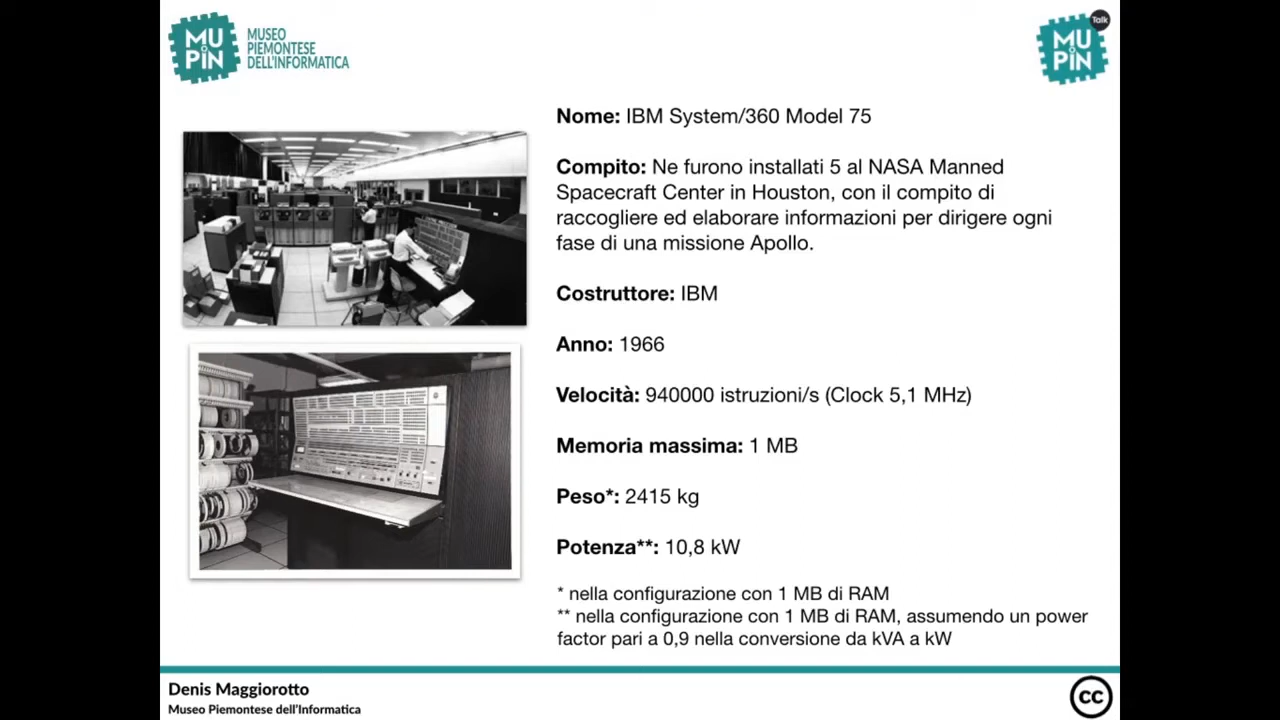 MU
PiN
MUSEO
PIEMONTESE
DELL'INFORMATICA
Talk
MU
PiN
Nome: IBM System/360 Model 75
Compito: Ne furono installati 5 al NASA Manned
Spacecraft Center in Houston, con il compito di
raccogliere ed elaborare informazioni per dirigere ogni
fase di una missione Apollo.
Costruttore: IBM
Anno: 1966
Velocità: 940000 istruzioni/s (Clock 5,1 MHz)
Memoria massima: 1 MB
Peso*: 2415 kg
Potenza**: 10,8 kW
* nella configurazione con 1 MB di RAM
** nella configurazione con 1 MB di RAM, assumendo un power
factor pari a 0,9 nella conversione da kVA a kW
Denis Maggiorotto
Museo Piemontese dell'Informatica
cc